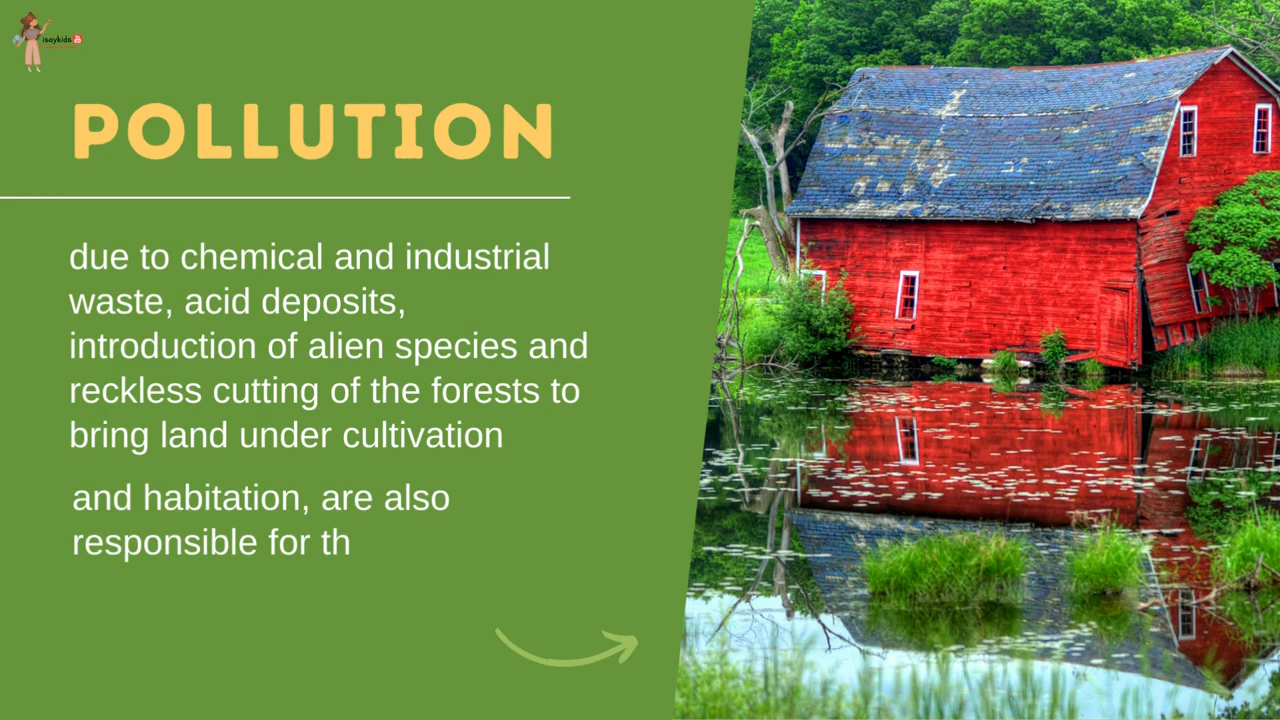 isaykids
POLLUTION
due to chemical and industrial
waste, acid deposits,
introduction of alien species and
reckless cutting of the forests to
bring land under cultivation
and habitation, are also
responsible for th